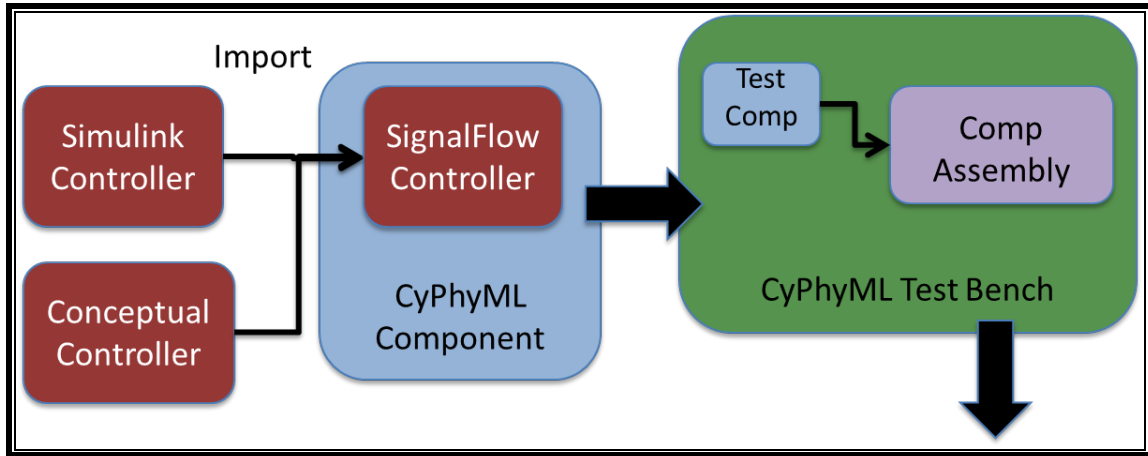 Import
Simulink
Controller
Conceptual
Controller
SignalFlow
Controller
CyPhyML
Component
Test
Comp
Comp
Assembly
CyPhyML Test Bench